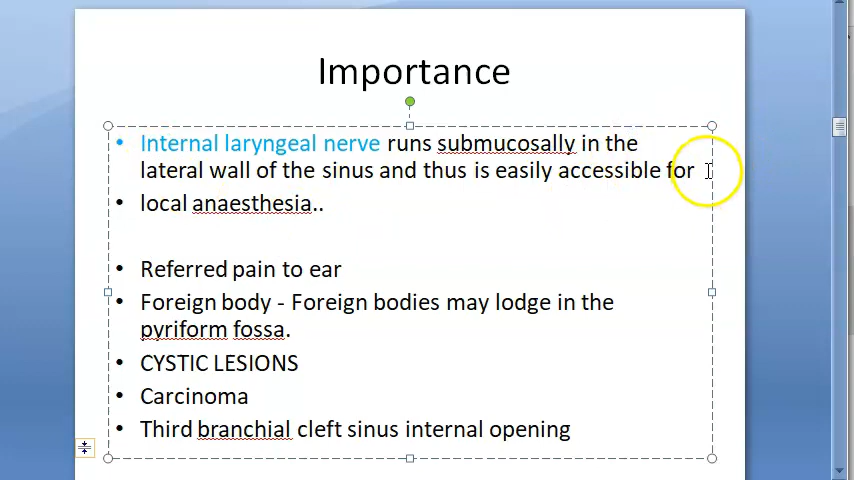 Importance
• Internal laryngeal nerve runs submucosally in the
lateral wall of the sinus and thus is easily accessible for
• local anaesthesia..
• Referred pain to ear
• Foreign body - Foreign bodies may lodge in the
pyriform fossa.
• CYSTIC LESIONS
• Carcinoma
• Third branchial cleft sinus internal opening